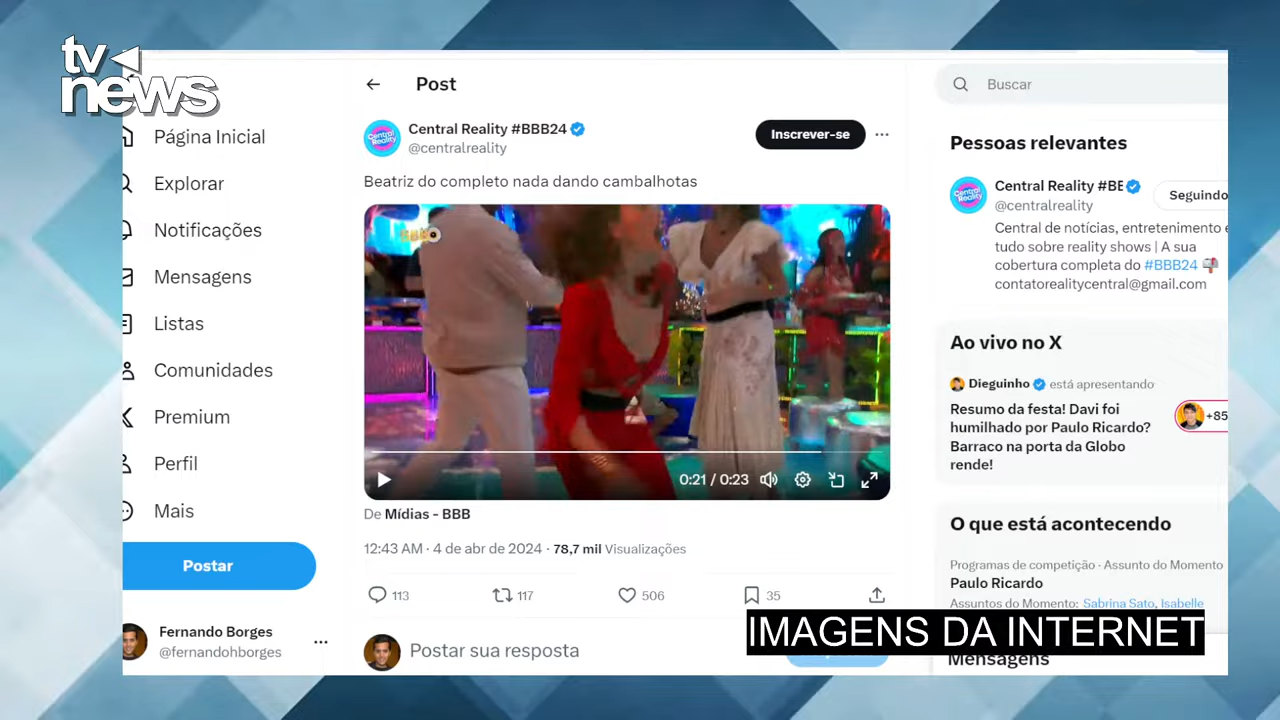 tv
news
Página Inicial
Explorar
Notificações
Mensagens
Listas
Comunidades
Premium
Perfil
Mais
Postar
Fernando Borges
@fernandohborges
Post
Central Reality #BBB24
@centralreality
Inscrever-se
Beatriz do completo nada dando cambalhotas
0:21 / 0:23
De Mídias - BBB
12:43 AM · 4 de abr de 2024 · 78,7 mil Visualizações
113
117
506
35
Postar sua resposta
Buscar
Pessoas relevantes
Central Reality
Central Reality #BE
@centralreality
Seguindo
Central de notícias, entretenimento e
tudo sobre reality shows | A sua
cobertura completa do #BBB24
contatorealitycentral@gmail.com
Ao vivo no X
Dieguinho está apresentando
Resumo da festa! Davi foi
humilhado por Paulo Ricardo?
Barraco na porta da Globo
rende!
+85
O que está acontecendo
Programas de competição · Assunto do Momento
Paulo Ricardo
Assuntos do Momento: Sabrina Sato, Isabelle
IMAGENS DA INTERNET
Mensagens